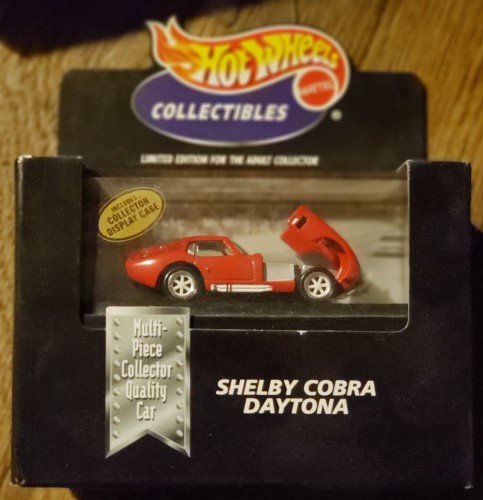 Hot Wheels
MATTEL
COLLECTIBLES
®
LIMITED EDITION FOR THE ADULT COLLECTOR
INCLUDES
COLLECTOR
DISPLAY CASE
Multi-
Piece
Collector
Quality
Car
SHELBY COBRA
DAYTONA